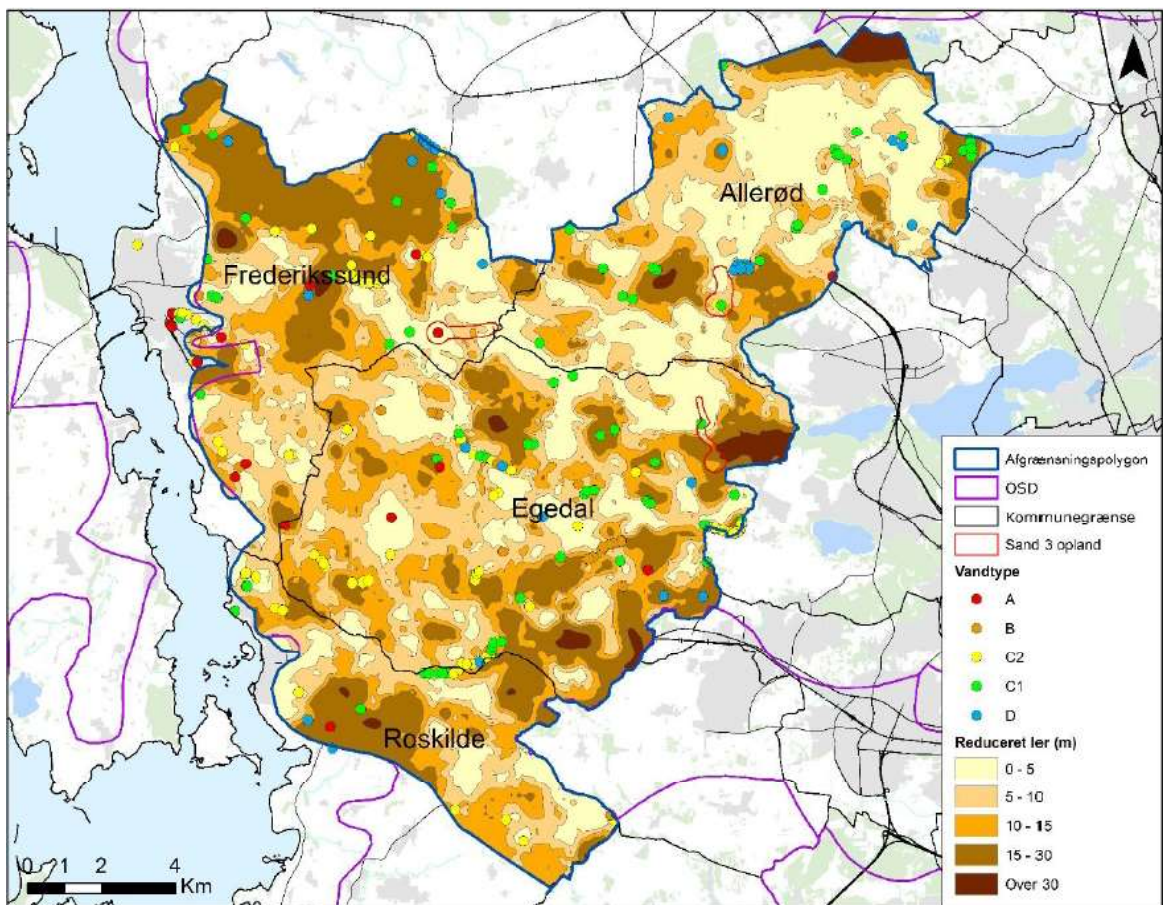 N
Allerød
Frederikssund
Egedal
Roskilde
0 1 2 4
Km
Afgrænsningspolygon
OSD
Kommunegrænse
Sand 3 opland
Vandtype
A
B
C2
C1
D
Reduceret ler (m)
0 - 5
5 - 10
10 - 15
15 - 30
Over 30